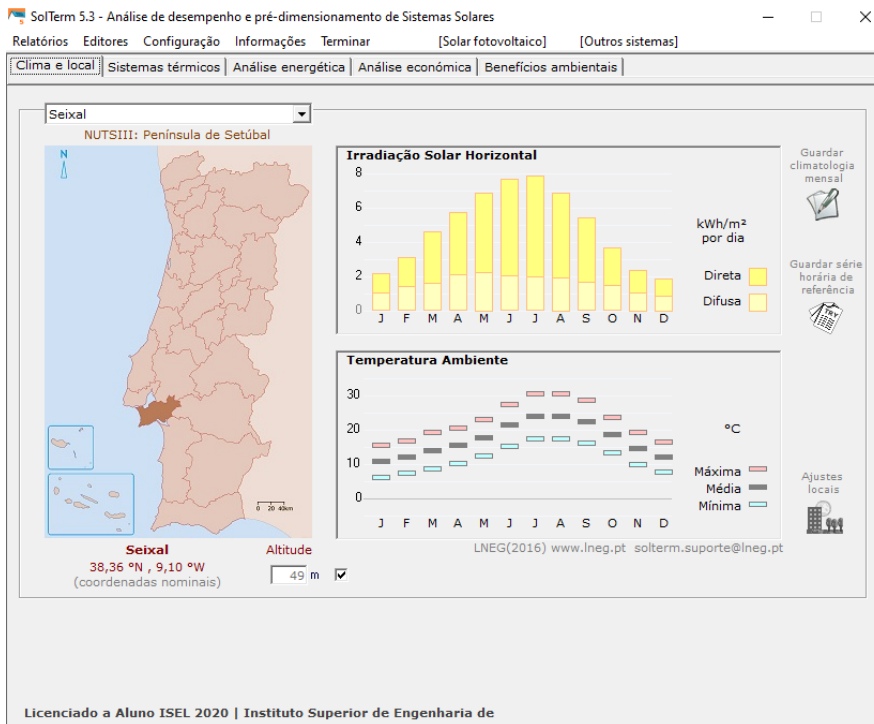 SolTerm 5.3 - Análise de desempenho e pré-dimensionamento de Sistemas Solares
Relatórios Editores Configuração Informações Terminar [Solar fotovoltaico] [Outros sistemas]
Clima e local Sistemas térmicos Análise energética Análise económica Benefícios ambientais
Seixal
NUTSIII: Península de Setúbal
N
0 20 40km
Seixal
38,36 °N , 9,10 °W
(coordenadas nominais)
Altitude
49 m
Irradiação Solar Horizontal
8
6
4
2
0
J F M A M J J A S O N D
kWh/m²
por dia
Direta
Difusa
Temperatura Ambiente
30
20
10
0
J F M A M J J A S O N D
°C
Máxima
Média
Mínima
LNEG(2016) www.lneg.pt solterm.suporte@lneg.pt
Guardar
climatologia
mensal
Guardar série
horária de
referência
TRY
Ajustes
locais
Licenciado a Aluno ISEL 2020 | Instituto Superior de Engenharia de